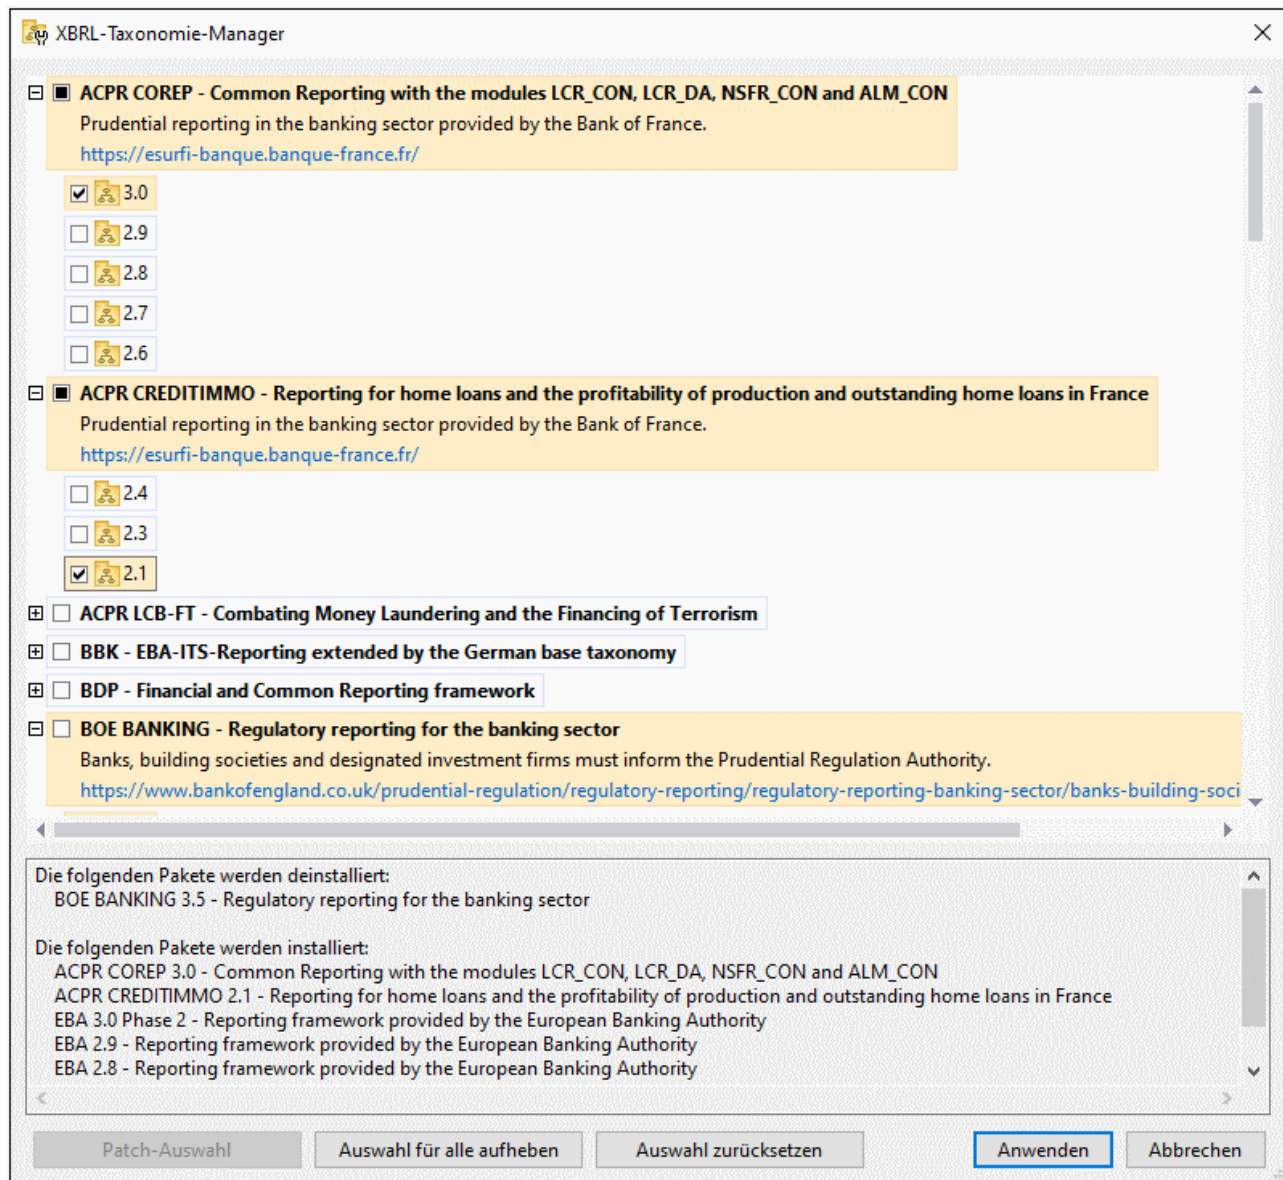 XBRL-Taxonomie-Manager
ACPR COREP - Common Reporting with the modules LCR_CON, LCR_DA, NSFR_CON and ALM_CON
Prudential reporting in the banking sector provided by the Bank of France.
https://esurfi-banque.banque-france.fr/
3.0
2.9
2.8
2.7
2.6
ACPR CREDITIMMO - Reporting for home loans and the profitability of production and outstanding home loans in France
Prudential reporting in the banking sector provided by the Bank of France.
https://esurfi-banque.banque-france.fr/
2.4
2.3
2.1
ACPR LCB-FT - Combating Money Laundering and the Financing of Terrorism
BBK - EBA-ITS-Reporting extended by the German base taxonomy
BDP - Financial and Common Reporting framework
BOE BANKING - Regulatory reporting for the banking sector
Banks, building societies and designated investment firms must inform the Prudential Regulation Authority.
https://www.bankofengland.co.uk/prudential-regulation/regulatory-reporting/regulatory-reporting-banking-sector/banks-building-soci
Die folgenden Pakete werden deinstalliert:
BOE BANKING 3.5 - Regulatory reporting for the banking sector
Die folgenden Pakete werden installiert:
ACPR COREP 3.0 - Common Reporting with the modules LCR_CON, LCR_DA, NSFR_CON and ALM_CON
ACPR CREDITIMMO 2.1 - Reporting for home loans and the profitability of production and outstanding home loans in France
EBA 3.0 Phase 2 - Reporting framework provided by the European Banking Authority
EBA 2.9 - Reporting framework provided by the European Banking Authority
EBA 2.8 - Reporting framework provided by the European Banking Authority
Patch-Auswahl
Auswahl für alle aufheben
Auswahl zurücksetzen
Anwenden
Abbrechen